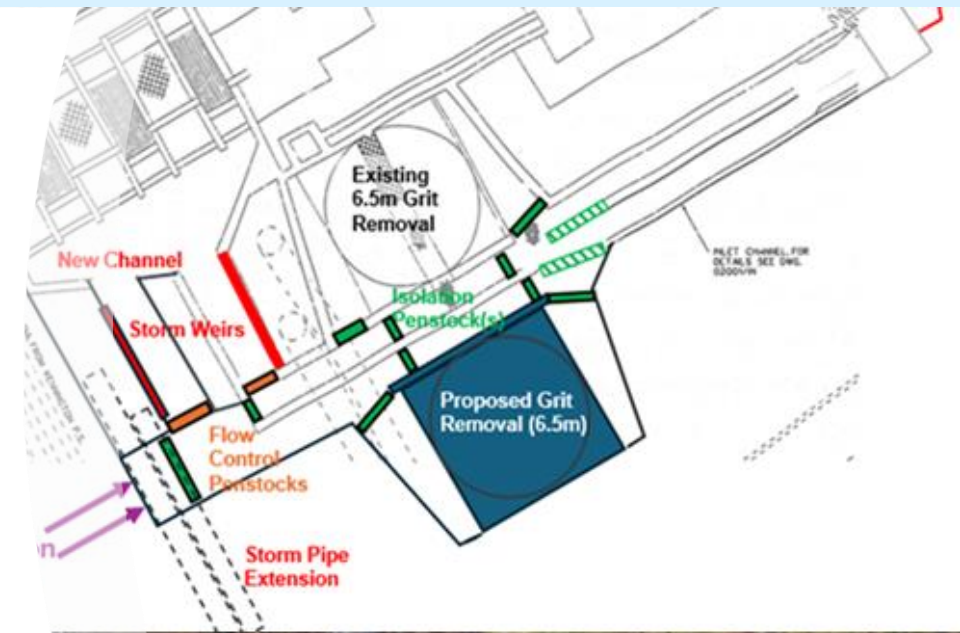 Existing
6.5m Grit
Removal
New Channel
Isolation
Penstock(s)
Storm Weirs
INLET CHANNEL FOR
DETAILS SEE DWG.
Proposed Grit
Removal (6.5m)
Flow
Control
Penstocks
Storm Pipe
Extension